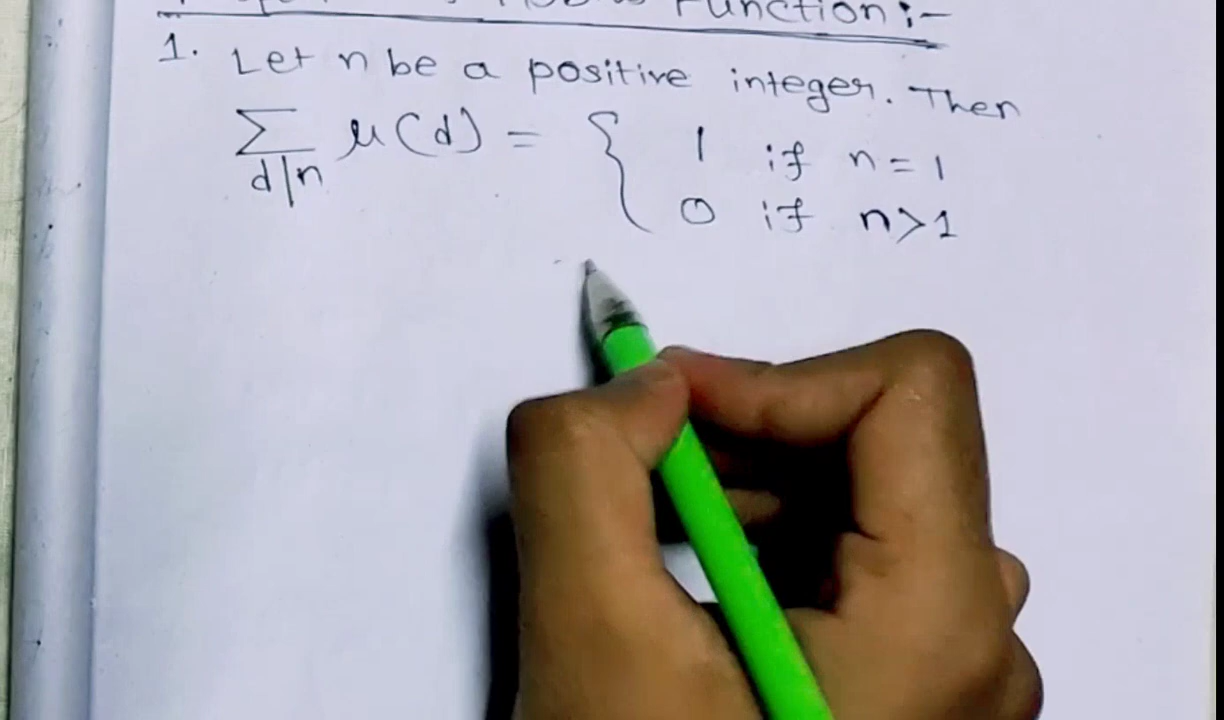 Function :-
1. Let n be a positive integer. Then
∑ μ(d) = { 1 if n = 1
d|n
0 if n>1